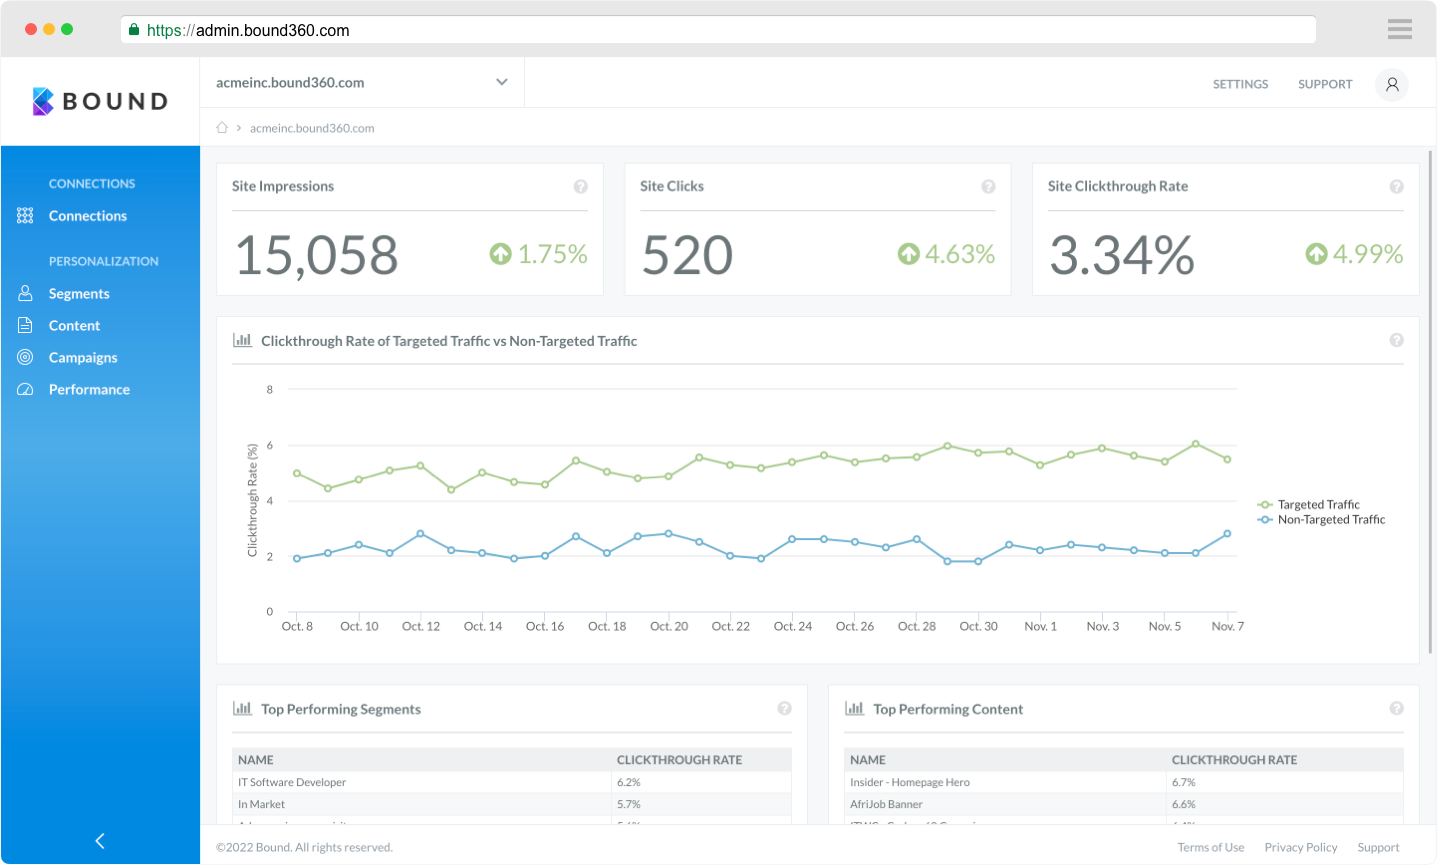 https://admin.bound360.com
BOUND
acmeinc.bound360.com
SETTINGS
SUPPORT
acmeinc.bound360.com
CONNECTIONS
Connections
PERSONALIZATION
Segments
Content
Campaigns
Performance
Site Impressions
?
15,058
1.75%
Site Clicks
?
520
4.63%
Site Clickthrough Rate
?
3.34%
4.99%
Clickthrough Rate of Targeted Traffic vs Non-Targeted Traffic
?
Clickthrough Rate (%)
8
6
4
2
0
Oct. 8 Oct. 10 Oct. 12 Oct. 14 Oct. 16 Oct. 18 Oct. 20 Oct. 22 Oct. 24 Oct. 26 Oct. 28 Oct. 30 Nov. 1 Nov. 3 Nov. 5 Nov. 7
Targeted Traffic
Non-Targeted Traffic
Top Performing Segments
?
NAME CLICKTHROUGH RATE
IT Software Developer 6.2%
In Market 5.7%
Top Performing Content
?
NAME CLICKTHROUGH RATE
Insider - Homepage Hero 6.7%
AfriJob Banner 6.6%
©2022 Bound. All rights reserved.
Terms of Use
Privacy Policy
Support